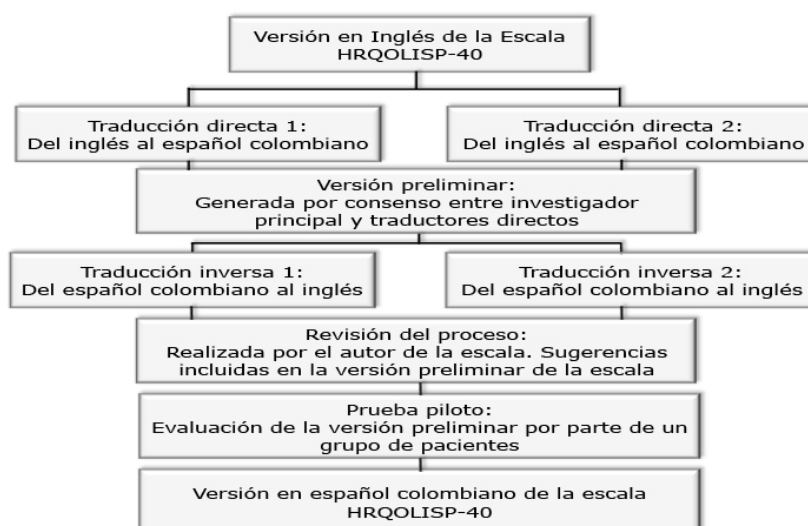 Versión en Inglés de la Escala
HRQOLISP-40
Traducción directa 1:
Del inglés al español colombiano
Traducción directa 2:
Del inglés al español colombiano
Versión preliminar:
Generada por consenso entre investigador
principal y traductores directos
Traducción inversa 1:
Del español colombiano al inglés
Traducción inversa 2:
Del español colombiano al inglés
Revisión del proceso:
Realizada por el autor de la escala. Sugerencias
incluidas en la versión preliminar de la escala
Prueba piloto:
Evaluación de la versión preliminar por parte de un
grupo de pacientes
Versión en español colombiano de la escala
HRQOLISP-40